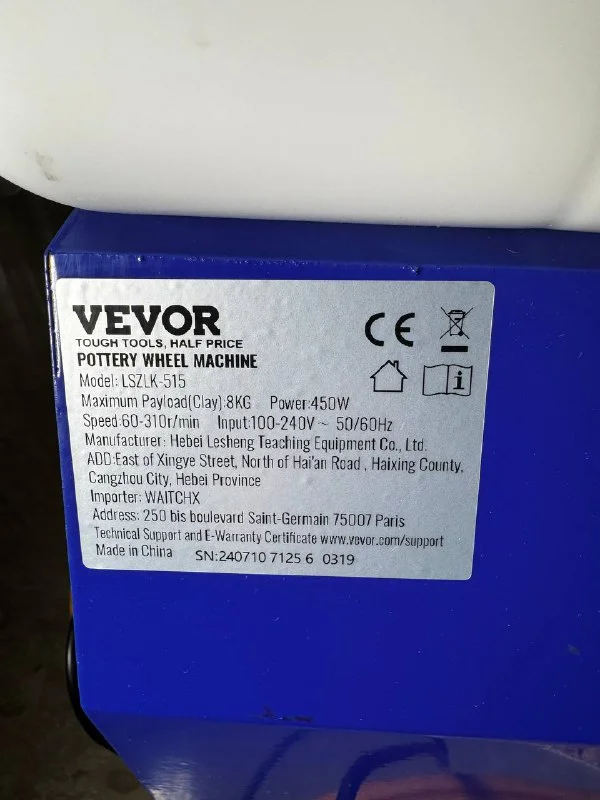 VEVOR
TOUGH TOOLS, HALF PRICE
POTTERY WHEEL MACHINE
Model: LSZLK-515
Maximum Payload(Clay):8KG Power:450W
Speed:60-310r/min Input:100-240V~ 50/60Hz
Manufacturer: Hebei Lesheng Teaching Equipment Co., Ltd.
ADD:East of Xingye Street, North of Hai'an Road , Haixing County,
Cangzhou City, Hebei Province
Importer: WAITCHX
Address: 250 bis boulevard Saint-Germain 75007 Paris
Technical Support and E-Warranty Certificate www.vevor.com/support
Made in China SN:240710 7125 6 0319
CE
i